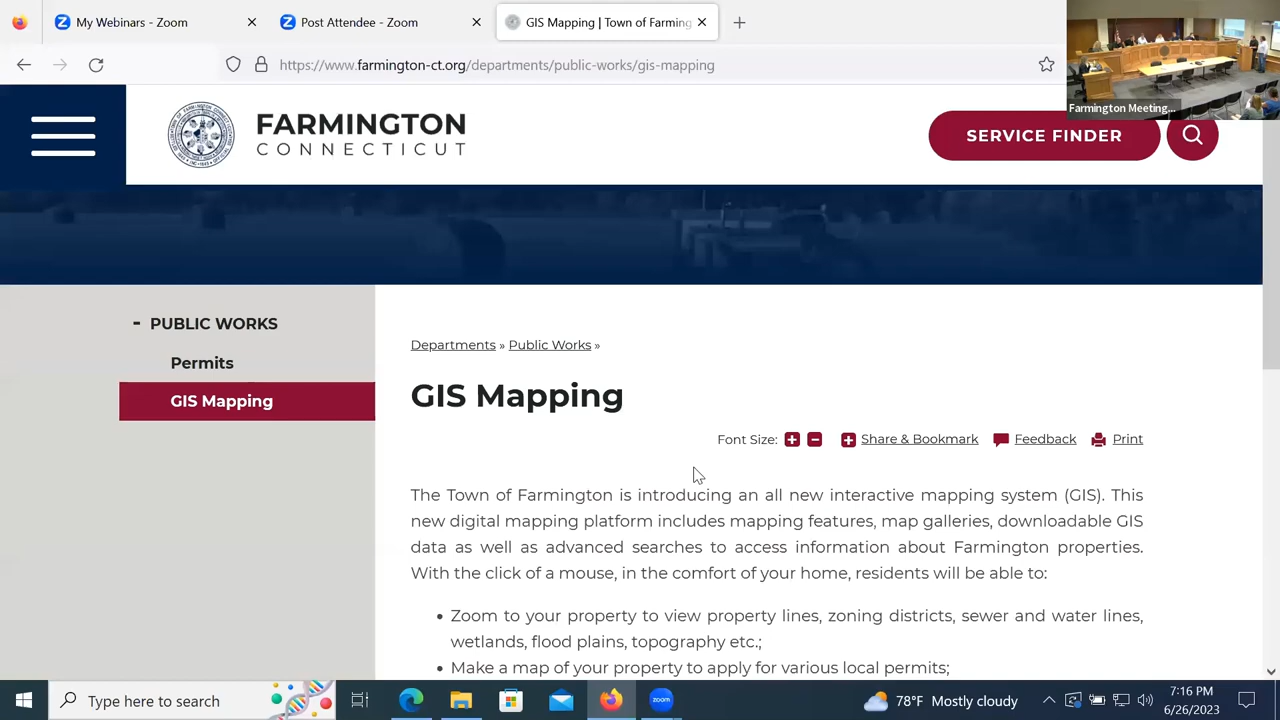 My Webinars - Zoom
Post Attendee - Zoom
GIS Mapping | Town of Farming
https://www.farmington-ct.org/departments/public-works/gis-mapping
Farmington Meeting...
FARMINGTON
CONNECTICUT
SERVICE FINDER
- PUBLIC WORKS
Permits
GIS Mapping
Departments » Public Works »
GIS Mapping
Font Size: Share & Bookmark Feedback Print
The Town of Farmington is introducing an all new interactive mapping system (GIS). This
new digital mapping platform includes mapping features, map galleries, downloadable GIS
data as well as advanced searches to access information about Farmington properties.
With the click of a mouse, in the comfort of your home, residents will be able to:
• Zoom to your property to view property lines, zoning districts, sewer and water lines,
wetlands, flood plains, topography etc.;
• Make a map of your property to apply for various local permits;
Type here to search
zoom
78°F Mostly cloudy
7:16 PM
6/26/2023